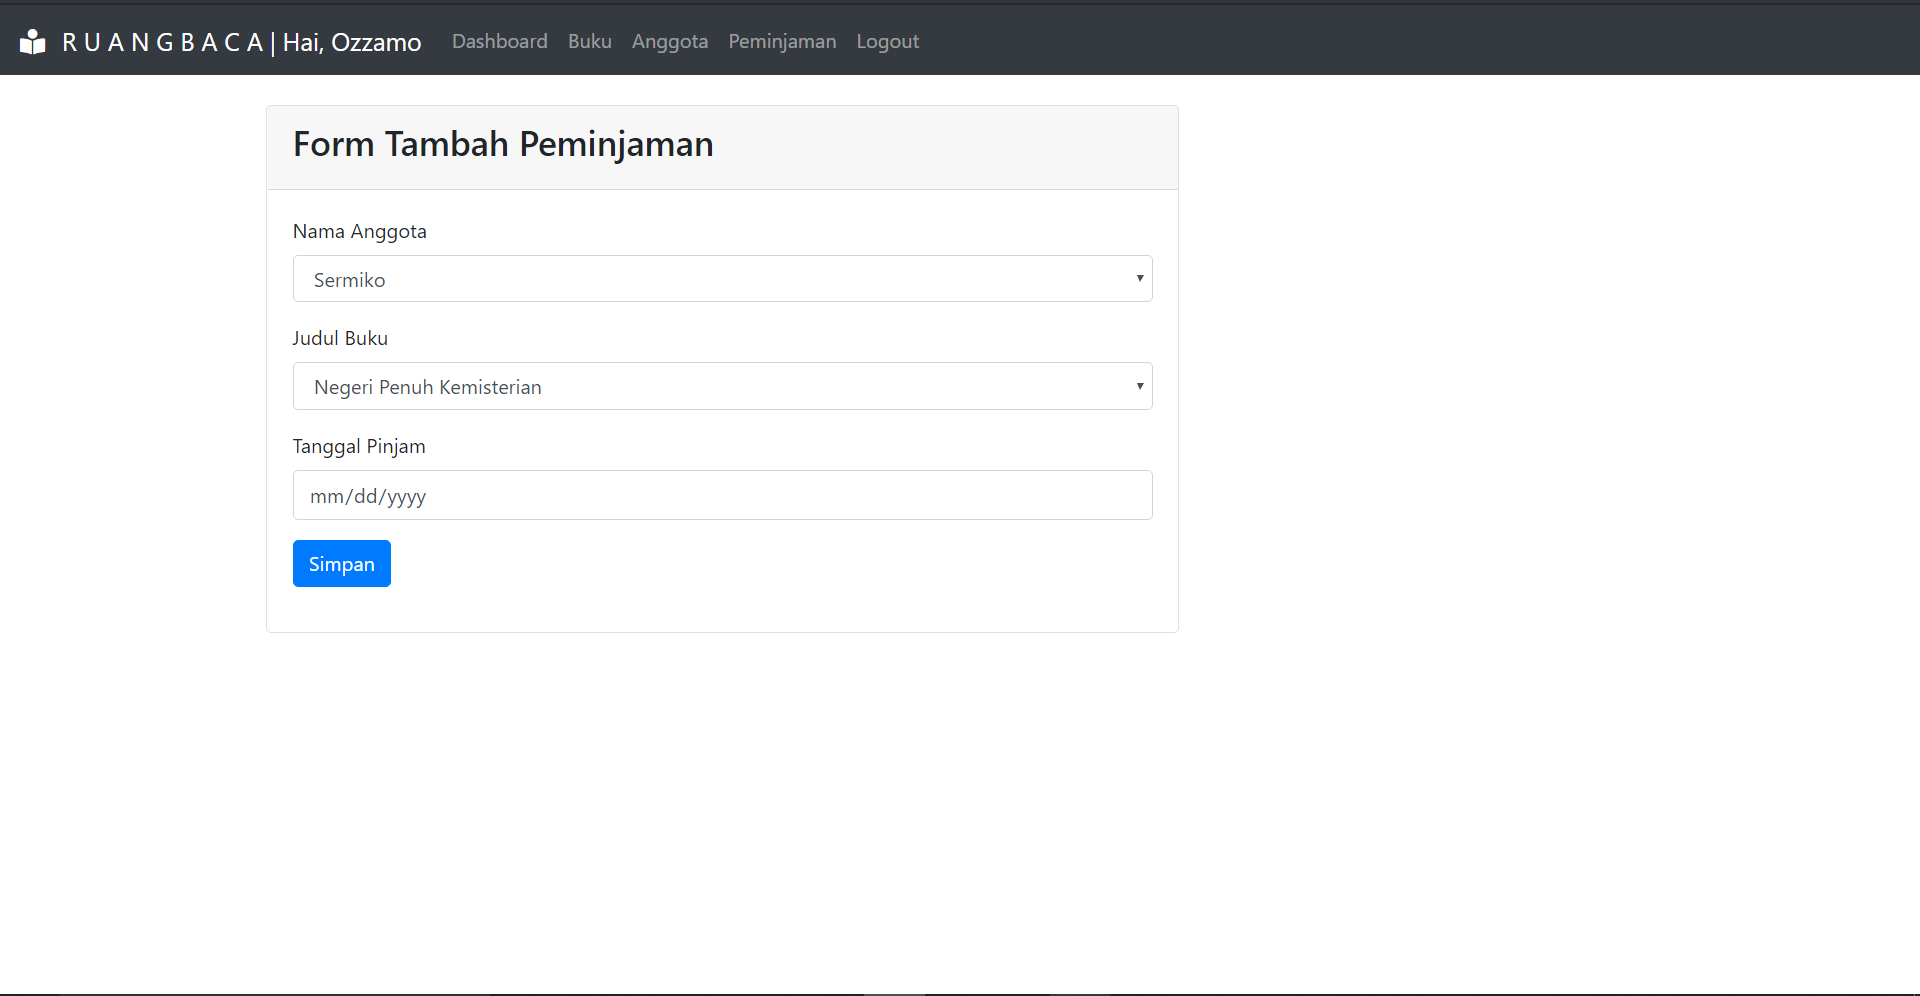 R U A N G B A C A | Hai, Ozzamo Dashboard Buku Anggota Peminjaman Logout
Form Tambah Peminjaman
Nama Anggota
Sermiko
Judul Buku
Negeri Penuh Kemisterian
Tanggal Pinjam
mm/dd/yyyy
Simpan